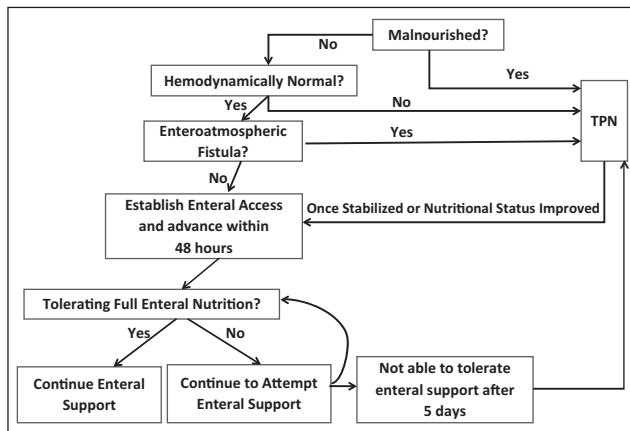 Malnourished?
No
Hemodynamically Normal?
Yes
Yes
No
TPN
Enteroatmospheric
Fistula?
Yes
No
Establish Enteral Access
and advance within
48 hours
Once Stabilized or Nutritional Status Improved
Tolerating Full Enteral Nutrition?
Yes
No
Continue Enteral
Support
Continue to Attempt
Enteral Support
Not able to tolerate
enteral support after
5 days